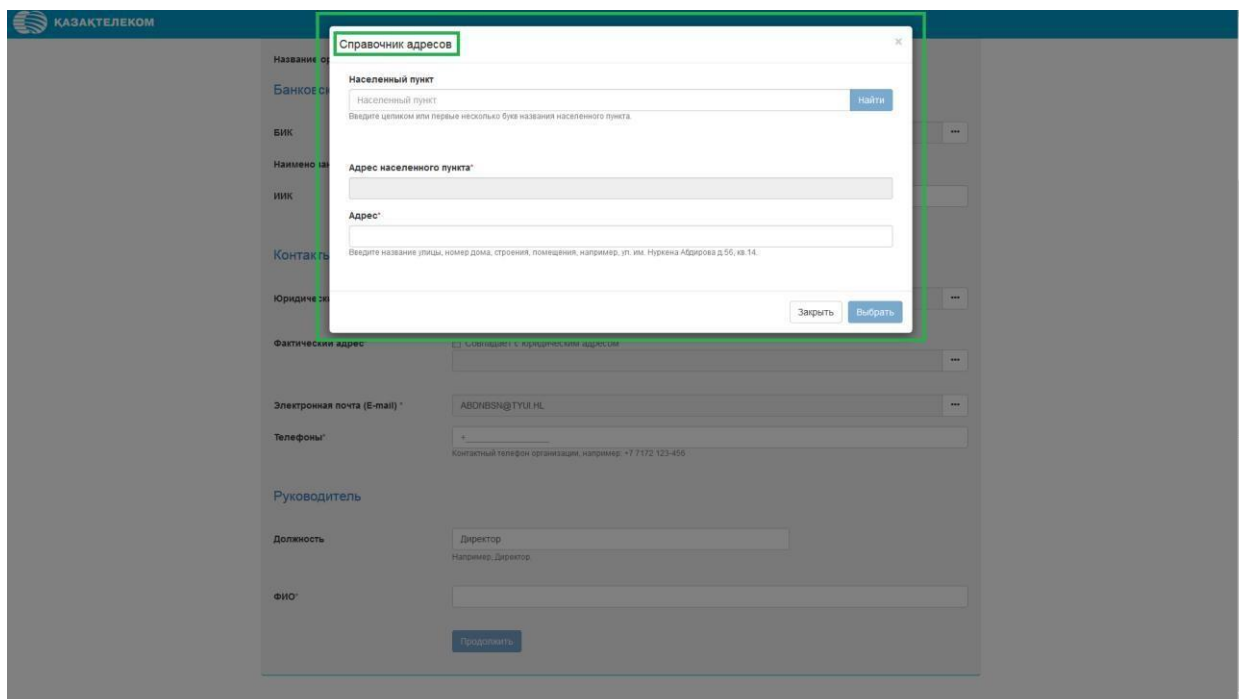 ҚАЗАҚТЕЛЕКОМ
Справочник адресов
×
Населенный пункт
Населенный пункт
Найти
Введите целиком или первые несколько букв названия населенного пункта.
Адрес населенного пункта*
Адрес*
Введите название улицы, номер дома, строения, помещения, например, ул. им. Нуркена Абдирова д.56, кв.14.
Закрыть
Выбрать
Название
БИК
ИИК
Фактический адрес
Совпадает с юридическим адресом
Электронная почта (E-mail) *
ABDNBSN@TYUI.HL
Телефоны*
+
Контактный телефон организации, например: +7 7172 123-456
Руководитель
Должность
Директор
Например, Директор
ФИО*
Продолжить